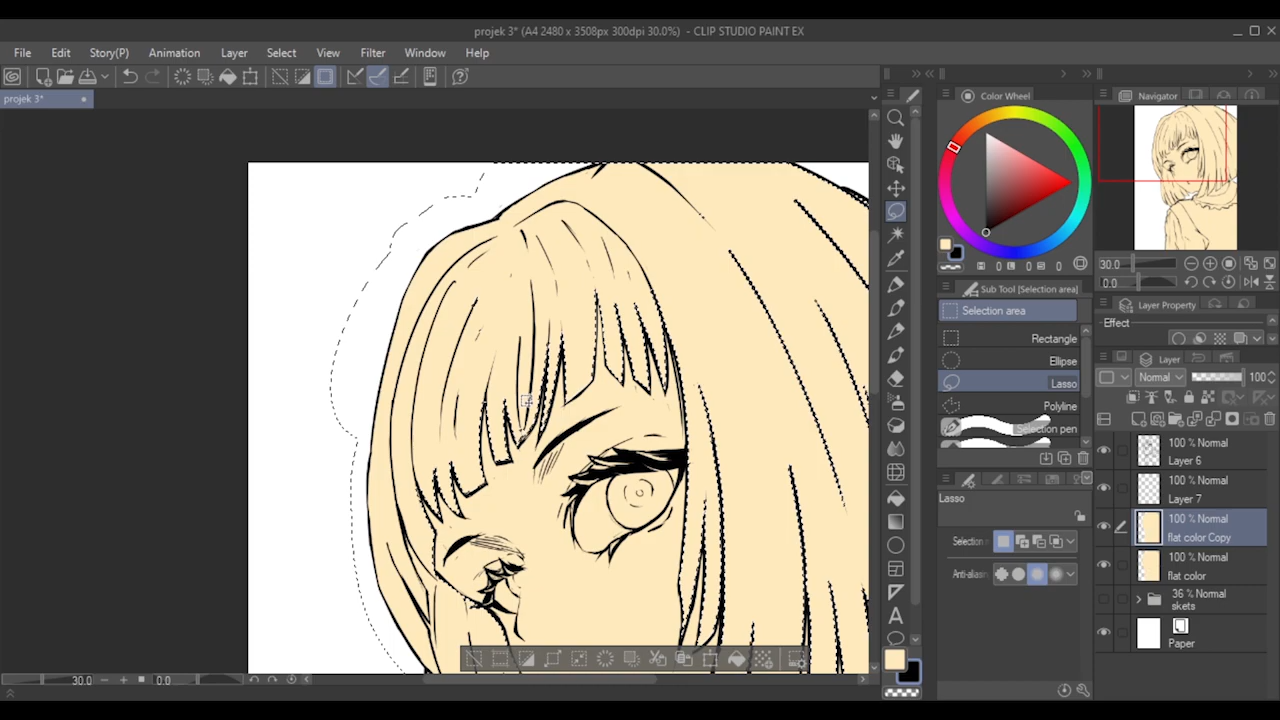 projek 3* (A4 2480 x 3508px 300dpi 30.0%) - CLIP STUDIO PAINT EX
File Edit Story(P) Animation Layer Select View Filter Window Help
projek 3*
Color Wheel
Navigator
30.0
0.0
Sub Tool [Selection area]
Selection area
Rectangle
Ellipse
Lasso
Polyline
Selection pen
Lasso
Selection
Anti-aliasin
Layer Property
Effect
Layer
Normal 100
100 % Normal
Layer 6
100 % Normal
Layer 7
100 % Normal
flat color Copy
100 % Normal
flat color
36 % Normal
skets
Paper
30.0 0.0